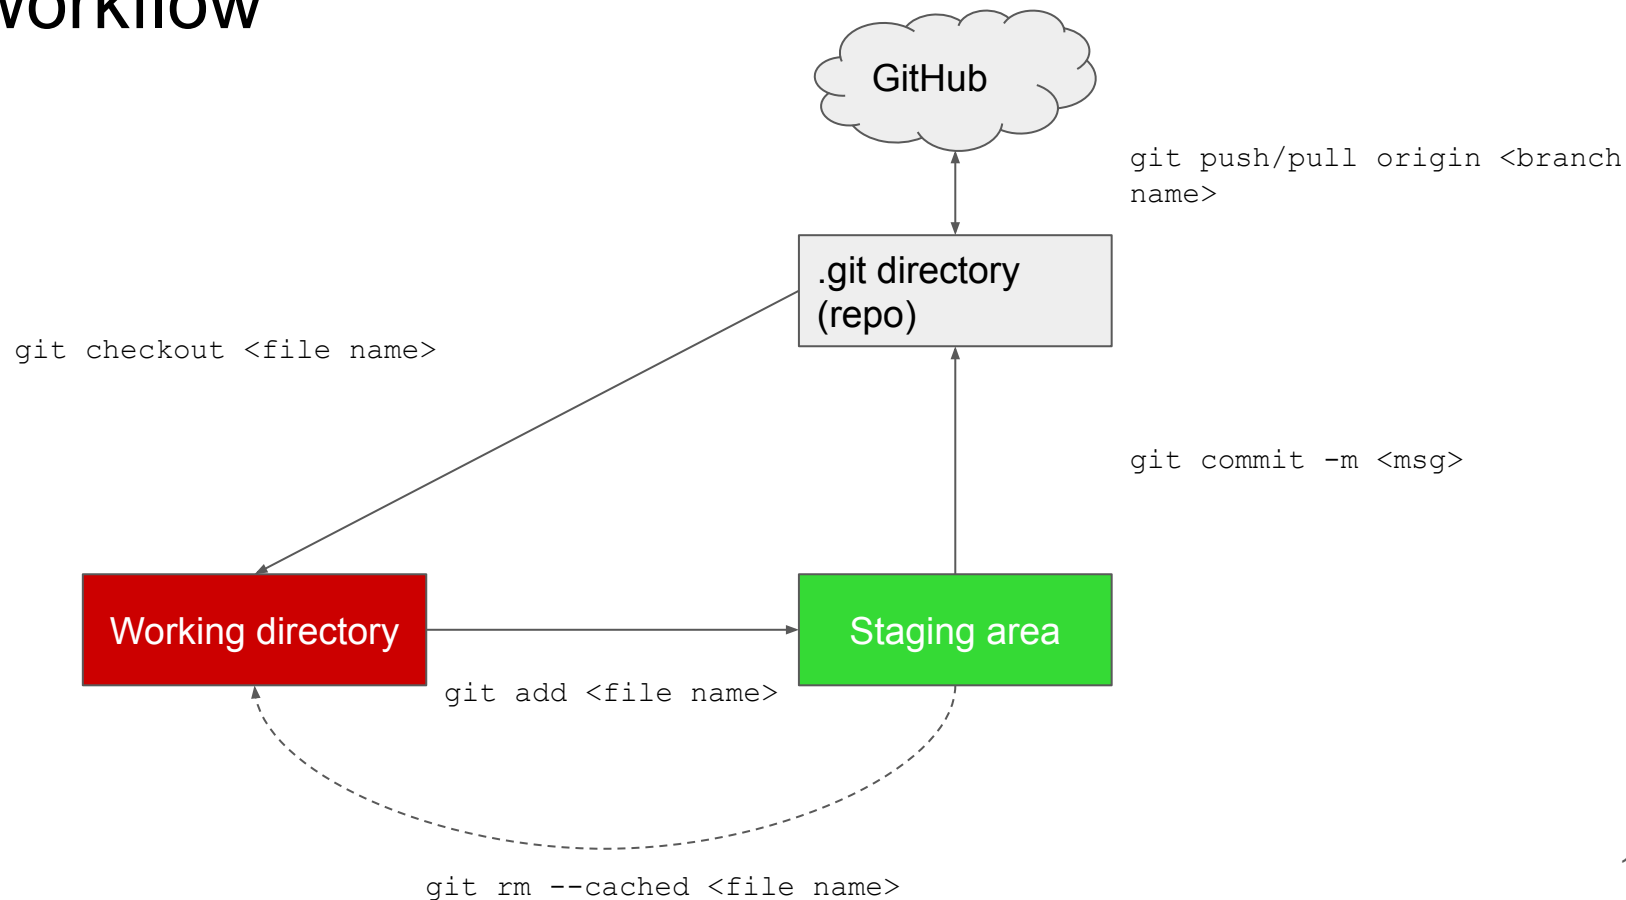 workflow
GitHub
git push/pull origin <branch
name>
.git directory
(repo)
git checkout <file name>
git commit -m <msg>
Working directory
Staging area
git add <file name>
git rm --cached <file name>